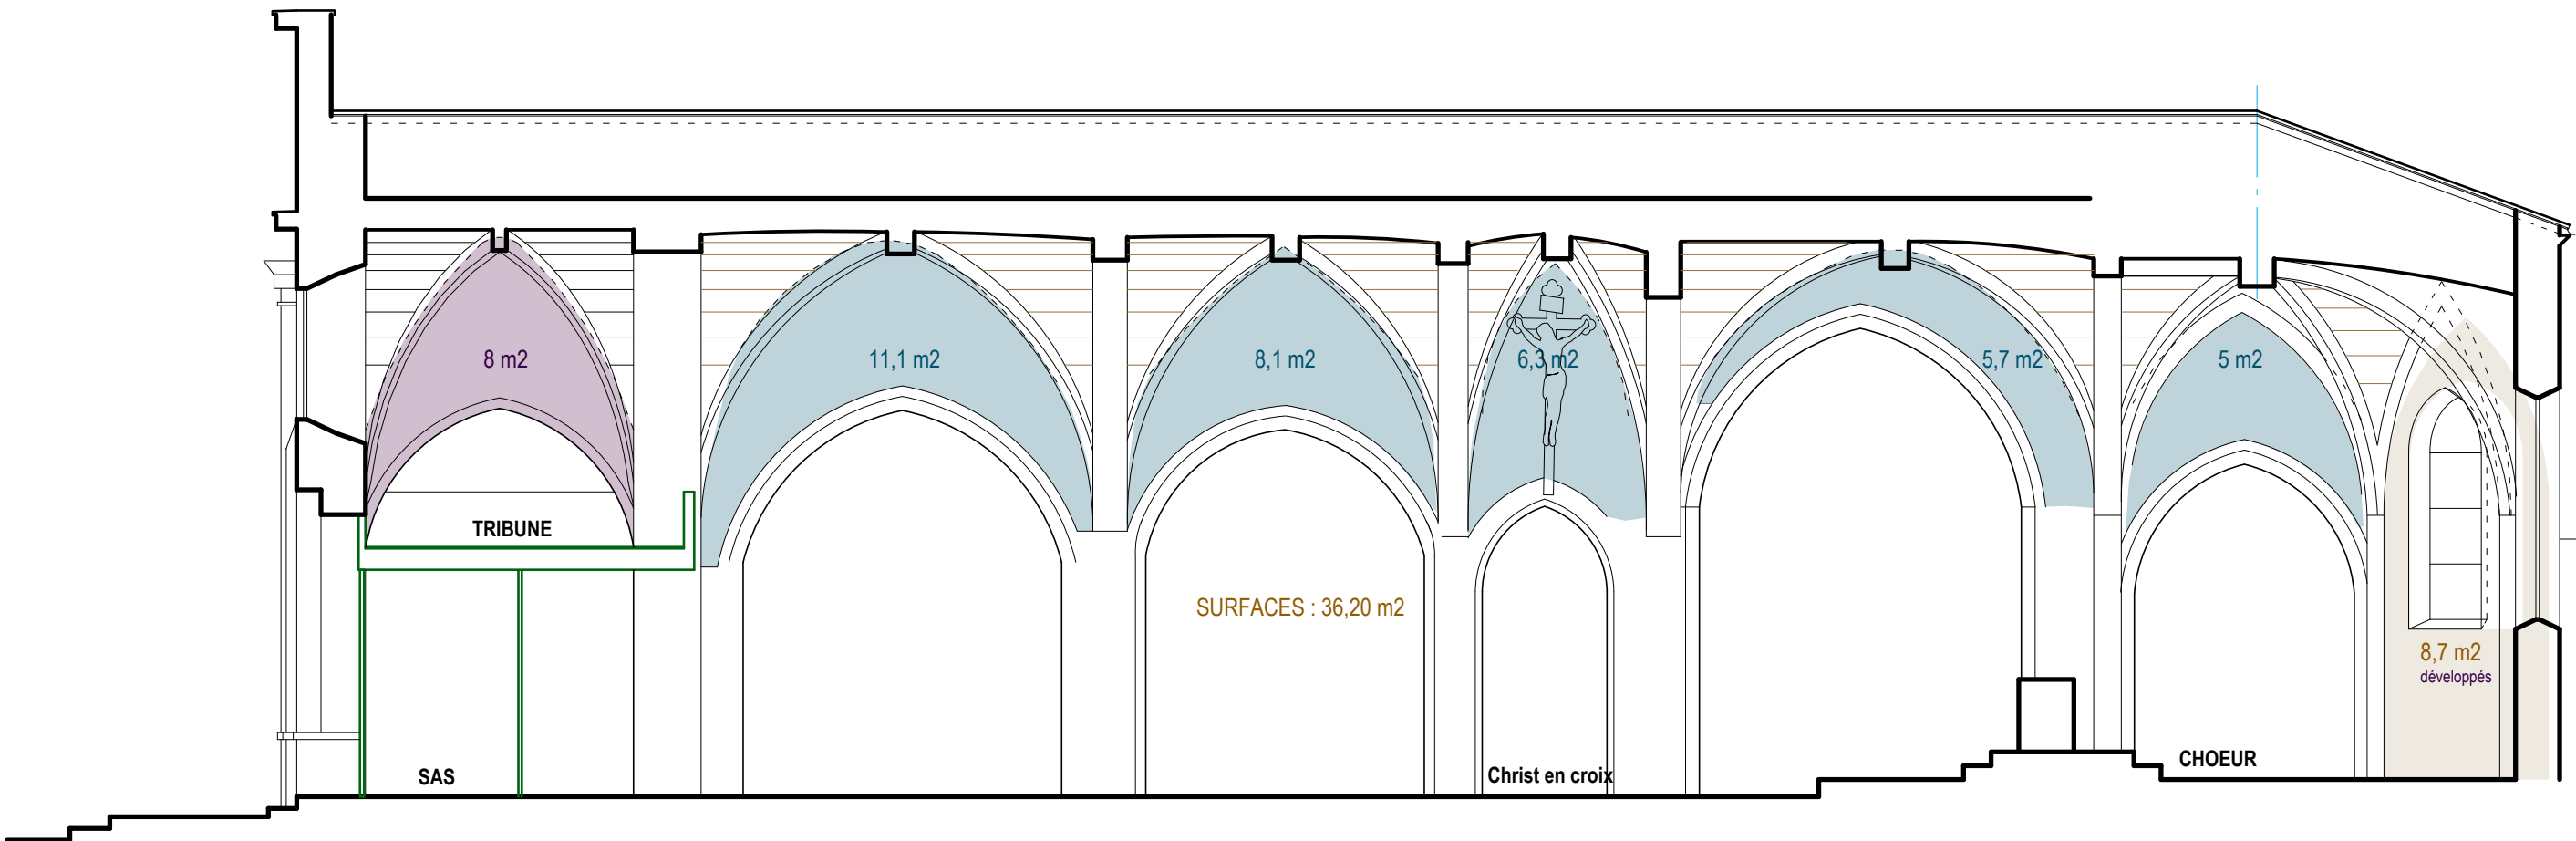 8 m2
11,1 m2
8,1 m2
6,3 m2
5,7 m2
5 m2
TRIBUNE
SURFACES : 36,20 m2
8,7 m2
développés
SAS
Christ en croix
CHOEUR